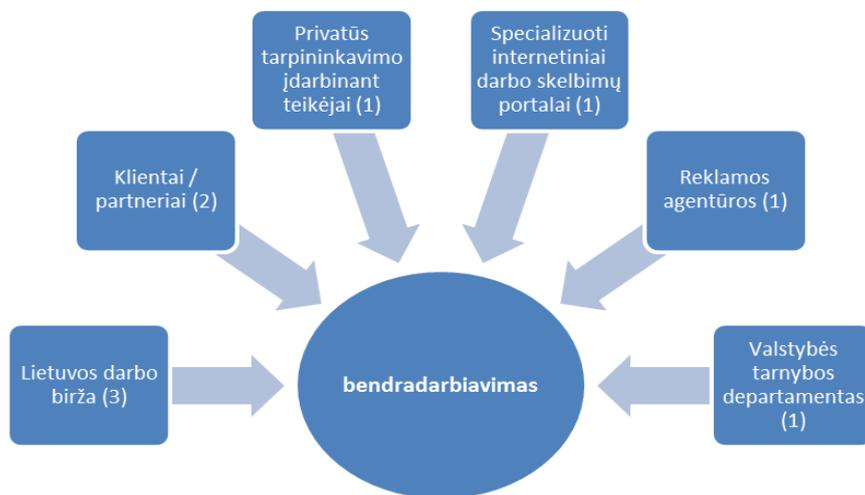 Privatūs
tarpininkavimo
įdarbinant
teikėjai (1)
Specializuoti
internetiniai
darbo skelbimų
portalai (1)
Klientai /
partneriai (2)
Reklamos
agentūros (1)
Lietuvos darbo
birža (3)
bendradarbiavimas
Valstybės
tarnybos
departamentas
(1)